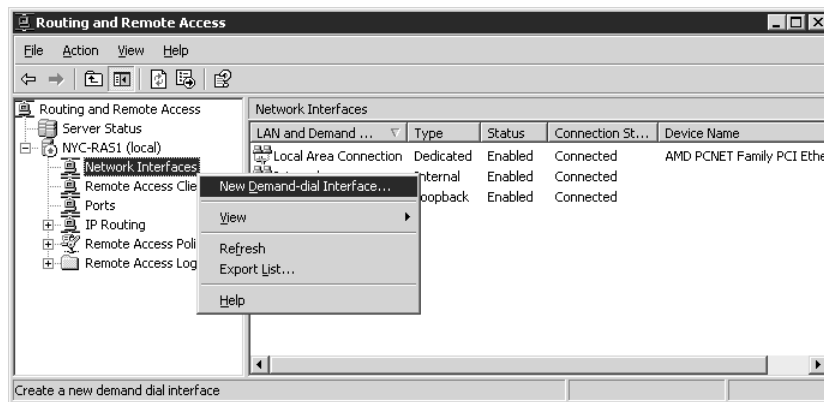 Routing and Remote Access
File Action View Help
Routing and Remote Access
Server Status
NYC-RAS1 (local)
Network Interfaces
Remote Access Clie
Ports
IP Routing
Remote Access Poli
Remote Access Log
Network Interfaces
LAN and Demand ... Type Status Connection St... Device Name
Local Area Connection Dedicated Enabled Connected AMD PCNET Family PCI Ethe
Enabled Connected
Enabled Connected
New Demand-dial Interface...
View
Refresh
Export List...
Help
Create a new demand dial interface